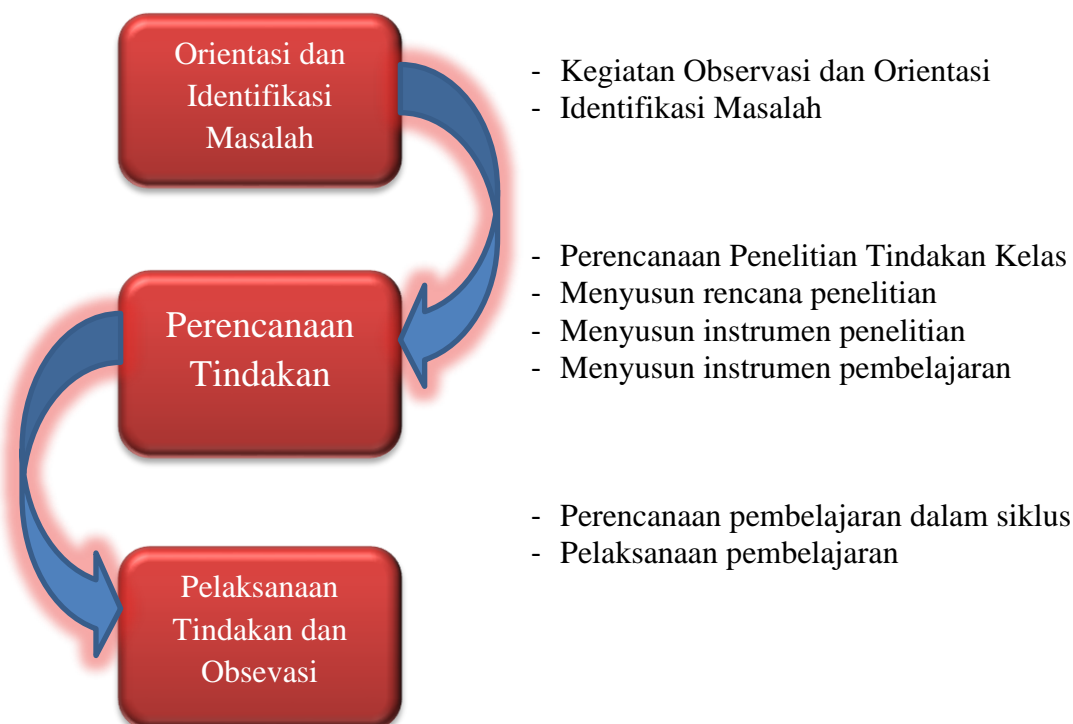 Orientasi dan
Identifikasi
Masalah
- Kegiatan Observasi dan Orientasi
- Identifikasi Masalah
Perencanaan
Tindakan
- Perencanaan Penelitian Tindakan Kelas
- Menyusun rencana penelitian
- Menyusun instrumen penelitian
- Menyusun instrumen pembelajaran
Pelaksanaan
Tindakan dan
Obsevasi
- Perencanaan pembelajaran dalam siklus
- Pelaksanaan pembelajaran